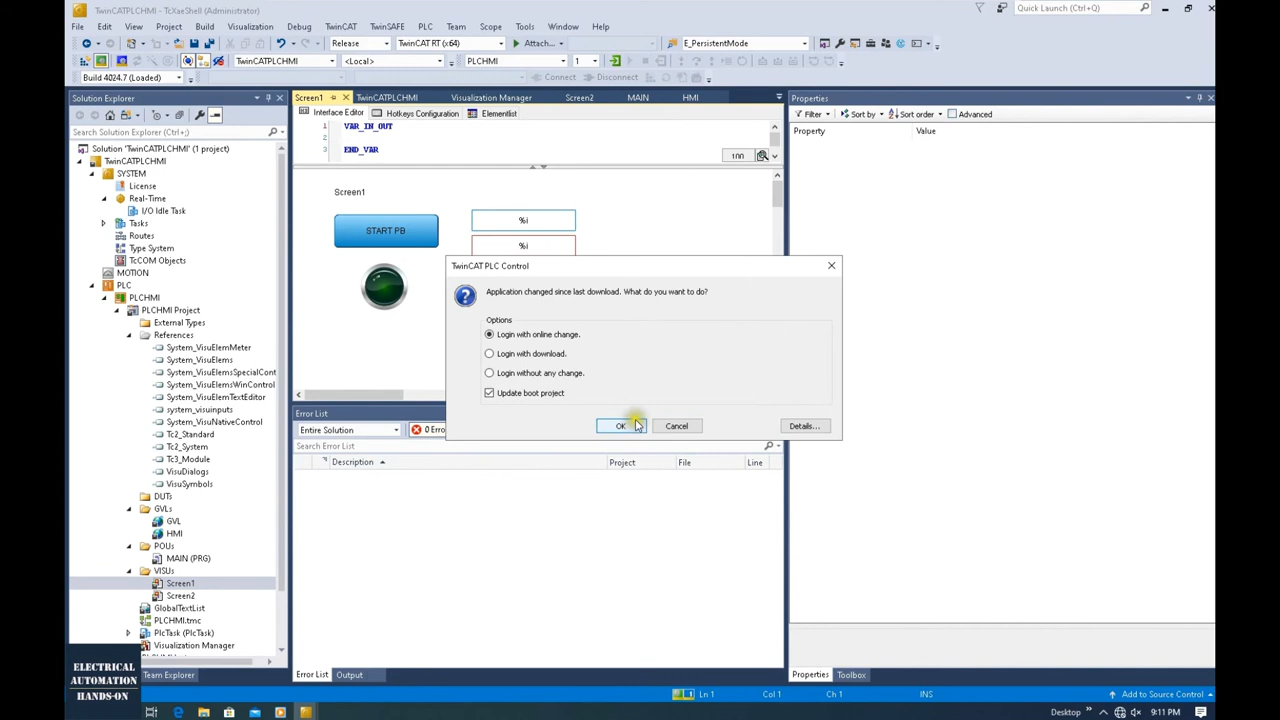 TwinCATPLCHMI - TcXaeShell (Administrator)
Quick Launch (Ctrl+;)
File Edit View Project Build Visualization Debug TwinCAT TwinSAFE PLC Team Scope Tools Window Help
Release TwinCAT RT (x64) Attach... E_PersistentMode
TwinCATPLCHMI <Local> PLCHMI 1
Build 4024.7 (Loaded) Connect Disconnect
Solution Explorer
Search Solution Explorer (Ctrl+;)
Solution 'TwinCATPLCHMI' (1 project)
TwinCATPLCHMI
SYSTEM
License
Real-Time
I/O Idle Task
Tasks
Routes
Type System
TcCOM Objects
MOTION
PLC
PLCHMI
PLCHMI Project
External Types
References
System_VisuElemMeter
System_VisuElems
System_VisuElemsSpecialCont
System_VisuElemsWinControl
System_VisuElemTextEditor
system_visuinputs
System_VisuNativeControl
Tc2_Standard
Tc2_System
Tc3_Module
VisuDialogs
VisuSymbols
DUTs
GVLs
GVL
HMI
POUs
MAIN (PRG)
VISUs
Screen1
Screen2
GlobalTextList
PLCHMI.tmc
PlcTask (PlcTask)
Visualization Manager
Team Explorer
Screen1 TwinCATPLCHMI Visualization Manager Screen2 MAIN HMI
Interface Editor Hotkeys Configuration Elementlist
1 VAR_IN_OUT
2
3 END_VAR
100
Screen1
START PB
%i
%i
TwinCAT PLC Control
Application changed since last download. What do you want to do?
Options
Login with online change.
Login with download.
Login without any change.
Update boot project
OK Cancel Details...
Error List
Entire Solution 0 Erro
Search Error List
Description Project File Line
Error List Output
Properties
Filter Sort by Sort order Advanced
Property Value
Properties Toolbox
Ln 1 Col 1 Ch 1 INS Add to Source Control
ELECTRICAL
AUTOMATION
HANDS-ON
Desktop 9:11 PM